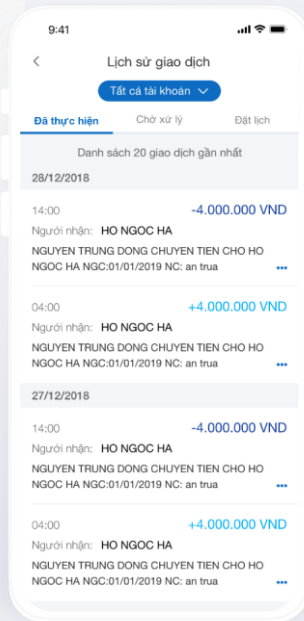 9:41
Lịch sử giao dịch
Tất cả tài khoản
Đã thực hiện Chờ xử lý Đặt lịch
Danh sách 20 giao dịch gần nhất
28/12/2018
14:00 -4.000.000 VND
Người nhận: HO NGOC HA
NGUYEN TRUNG DONG CHUYEN TIEN CHO HO
NGOC HA NGC:01/01/2019 NC: an trua
04:00 +4.000.000 VND
Người nhận: HO NGOC HA
NGUYEN TRUNG DONG CHUYEN TIEN CHO HO
NGOC HA NGC:01/01/2019 NC: an trua
27/12/2018
14:00 -4.000.000 VND
Người nhận: HO NGOC HA
NGUYEN TRUNG DONG CHUYEN TIEN CHO HO
NGOC HA NGC:01/01/2019 NC: an trua
04:00 +4.000.000 VND
Người nhận: HO NGOC HA
NGUYEN TRUNG DONG CHUYEN TIEN CHO HO
NGOC HA NGC:01/01/2019 NC: an trua